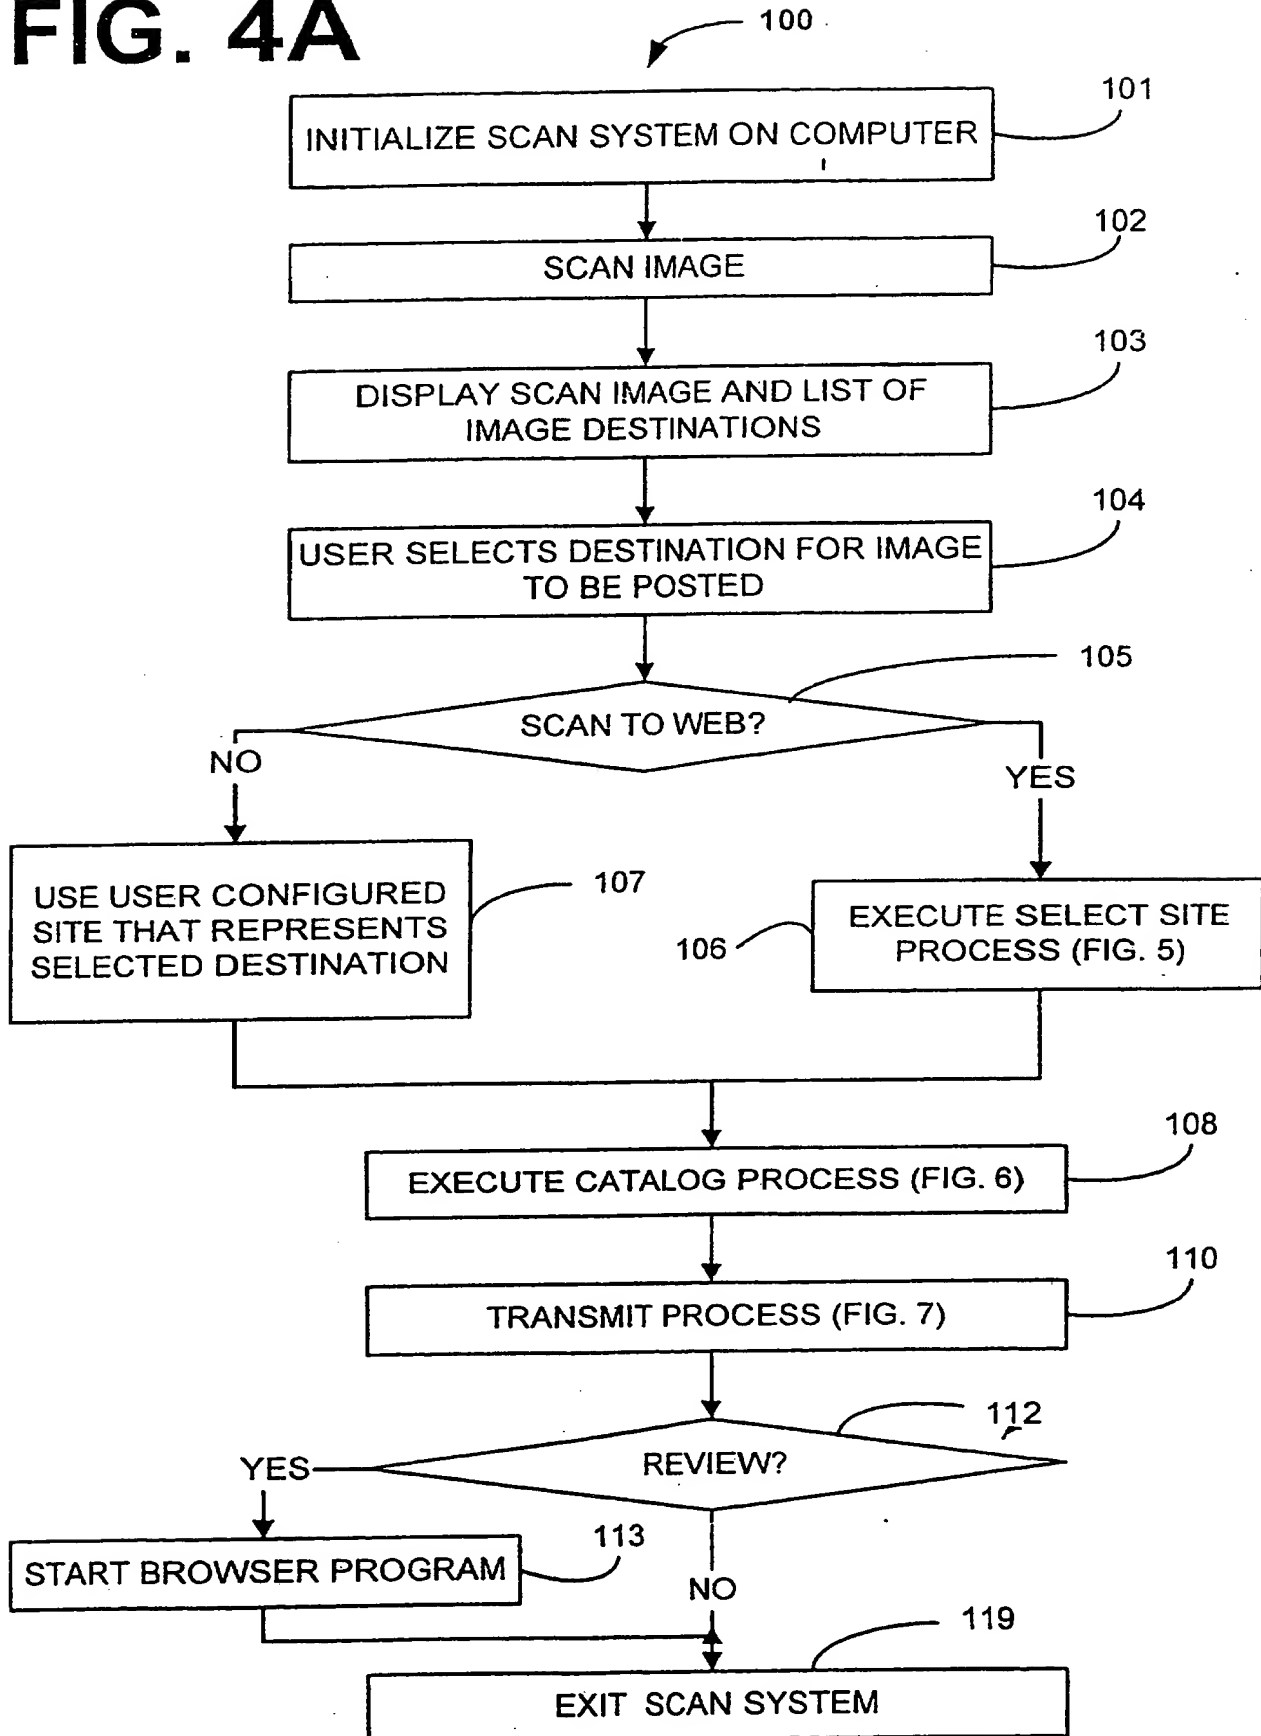 FIG. 4A
100
101
INITIALIZE SCAN SYSTEM ON COMPUTER
102
SCAN IMAGE
103
DISPLAY SCAN IMAGE AND LIST OF
IMAGE DESTINATIONS
104
USER SELECTS DESTINATION FOR IMAGE
TO BE POSTED
105
SCAN TO WEB?
NO
YES
107
USE USER CONFIGURED
SITE THAT REPRESENTS
SELECTED DESTINATION
106
EXECUTE SELECT SITE
PROCESS (FIG. 5)
108
EXECUTE CATALOG PROCESS (FIG. 6)
110
TRANSMIT PROCESS (FIG. 7)
112
REVIEW?
YES
113
START BROWSER PROGRAM
NO
119
EXIT SCAN SYSTEM